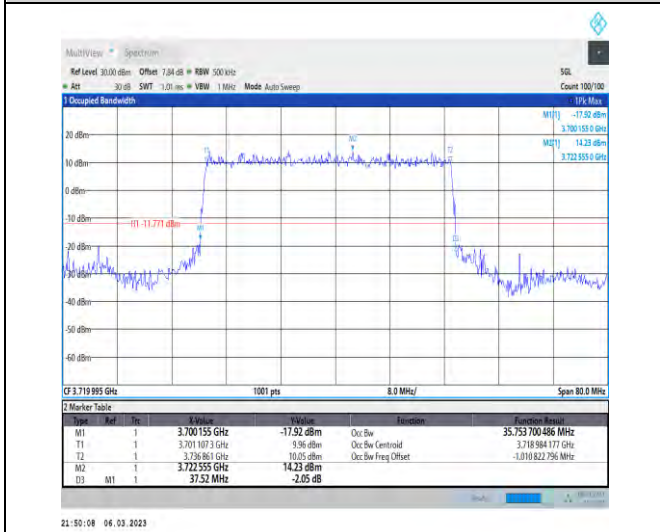 MultiView Spectrum
Ref Level 30.00 dBm Offset 7.84 dB RBW 500 kHz SGL
Att 30 dB SWT 1.01 ms VBW 1 MHz Mode Auto Sweep Count 100/100
1 Occupied Bandwidth 1Pk Max
M1[1] -17.92 dBm
3.700 155 0 GHz
M2[1] 14.23 dBm
3.722 555 0 GHz
20 dBm
M2
T1
T2
10 dBm
0 dBm
-10 dBm
H1 -11.771 dBm
M1
D3
-20 dBm
-30 dBm
-40 dBm
-50 dBm
-60 dBm
CF 3.719 995 GHz 1001 pts 8.0 MHz/ Span 80.0 MHz
2 Marker Table
Type Ref Trc X-Value Y-Value Function Function Result
M1 1 3.700155 GHz -17.92 dBm Occ Bw 35.753 700 486 MHz
T1 1 3.701 107 3 GHz 9.96 dBm Occ Bw Centroid 3.718 984 177 GHz
T2 1 3.736 861 GHz 10.05 dBm Occ Bw Freq Offset -1.010 822 796 MHz
M2 1 3.722 555 GHz 14.23 dBm
D3 M1 1 37.52 MHz -2.05 dB
21:50:08 06.03.2023